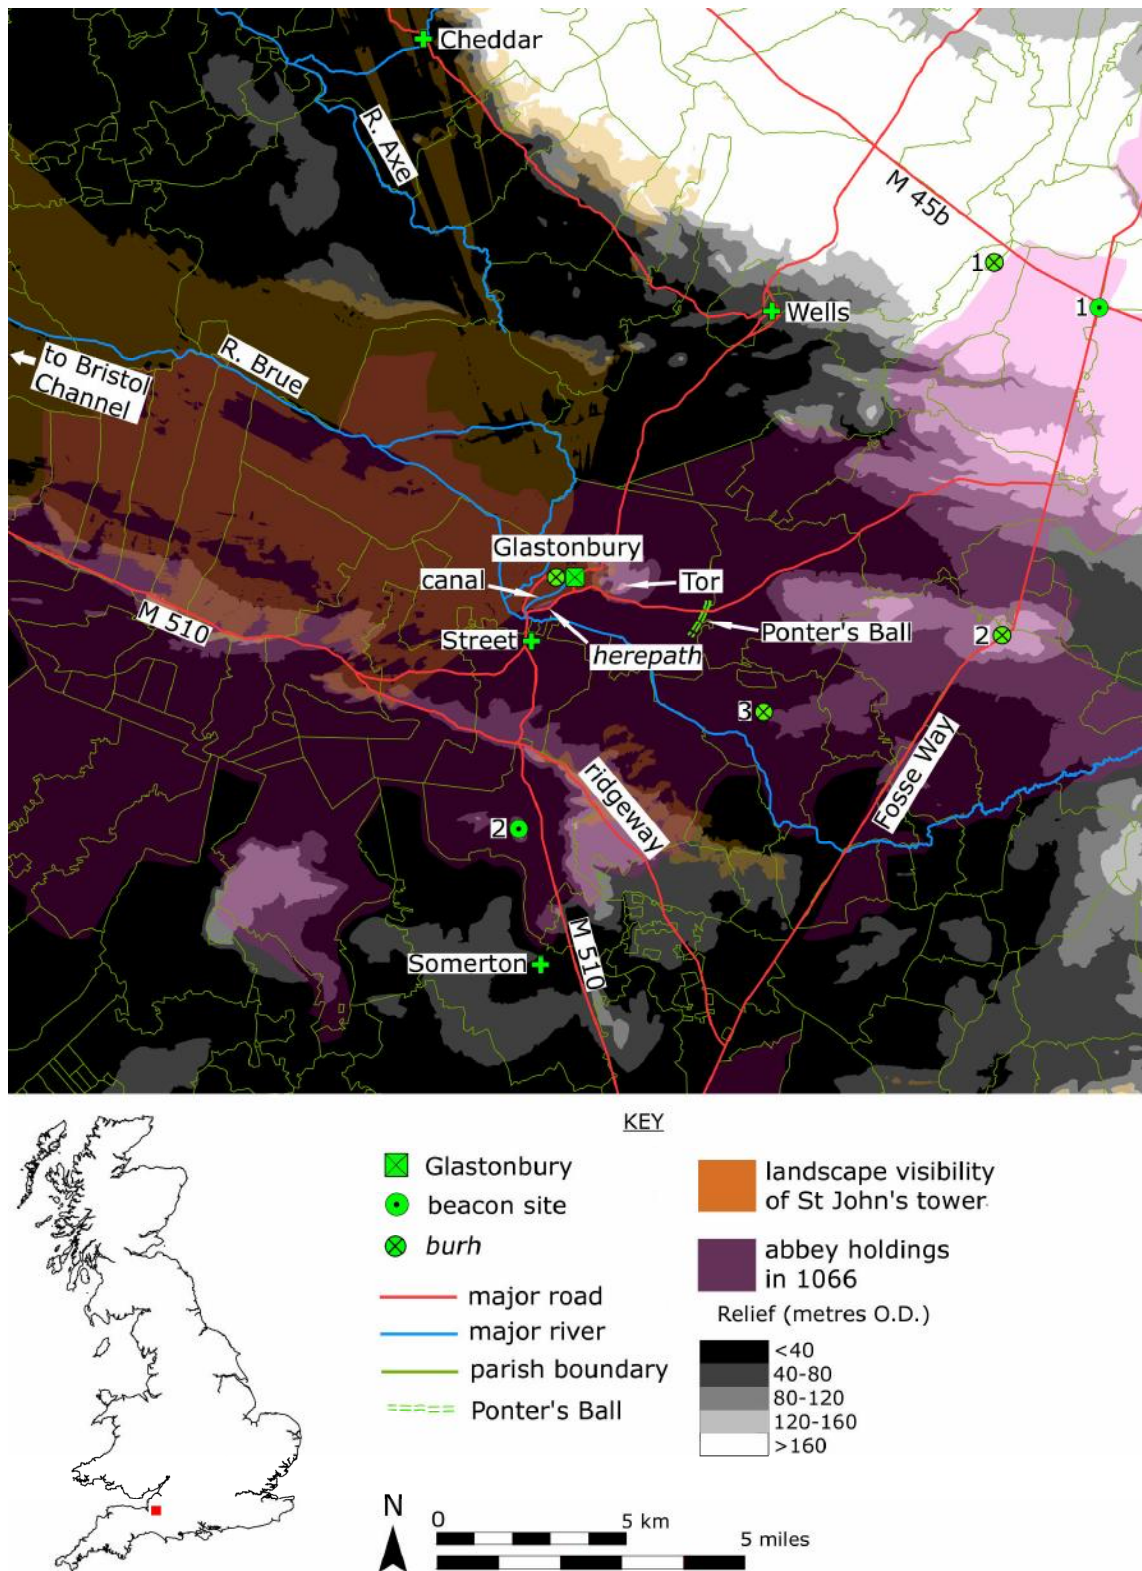 Cheddar
R. Axe
M 45b
1
1
Wells
R. Brue
to Bristol
Channel
Glastonbury
canal
Tor
M 510
Street
Ponter's Ball
herepath
2
3
ridgeway
Fosse Way
2
M 510
Somerton
KEY
Glastonbury
beacon site
burh
major road
major river
parish boundary
Ponter's Ball
landscape visibility
of St John's tower
abbey holdings
in 1066
Relief (metres O.D.)
<40
40-80
80-120
120-160
>160
N
0
5 km
5 miles